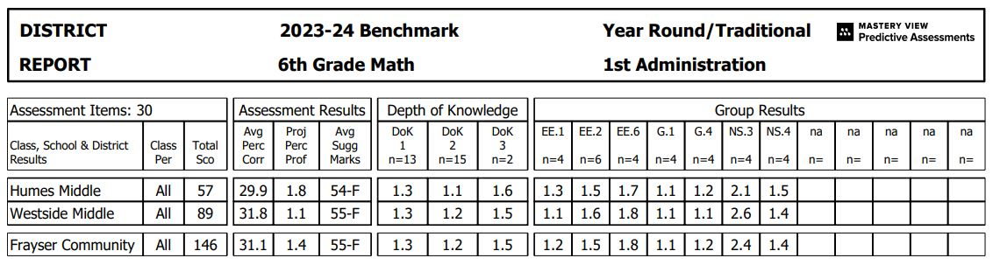 DISTRICT 2023-24 Benchmark Year Round/Traditional MASTERY VIEW
Predictive Assessments
REPORT 6th Grade Math 1st Administration
Assessment Items: 30 Assessment Results Depth of Knowledge Group Results
Class, School & District Results Class Per Total Sco Avg Perc Corr Proj Perc Prof Avg Sugg Marks DoK 1 n=13 DoK 2 n=15 DoK 3 n=2 EE.1 n=4 EE.2 n=6 EE.6 n=4 G.1 n=4 G.4 n=4 NS.3 n=4 NS.4 n=4 na n= na n= na n= na n= na n=
Humes Middle All 57 29.9 1.8 54-F 1.3 1.1 1.6 1.3 1.5 1.7 1.1 1.2 2.1 1.5
Westside Middle All 89 31.8 1.1 55-F 1.3 1.2 1.5 1.1 1.6 1.8 1.1 1.1 2.6 1.4
Frayser Community All 146 31.1 1.4 55-F 1.3 1.2 1.5 1.2 1.5 1.8 1.1 1.2 2.4 1.4